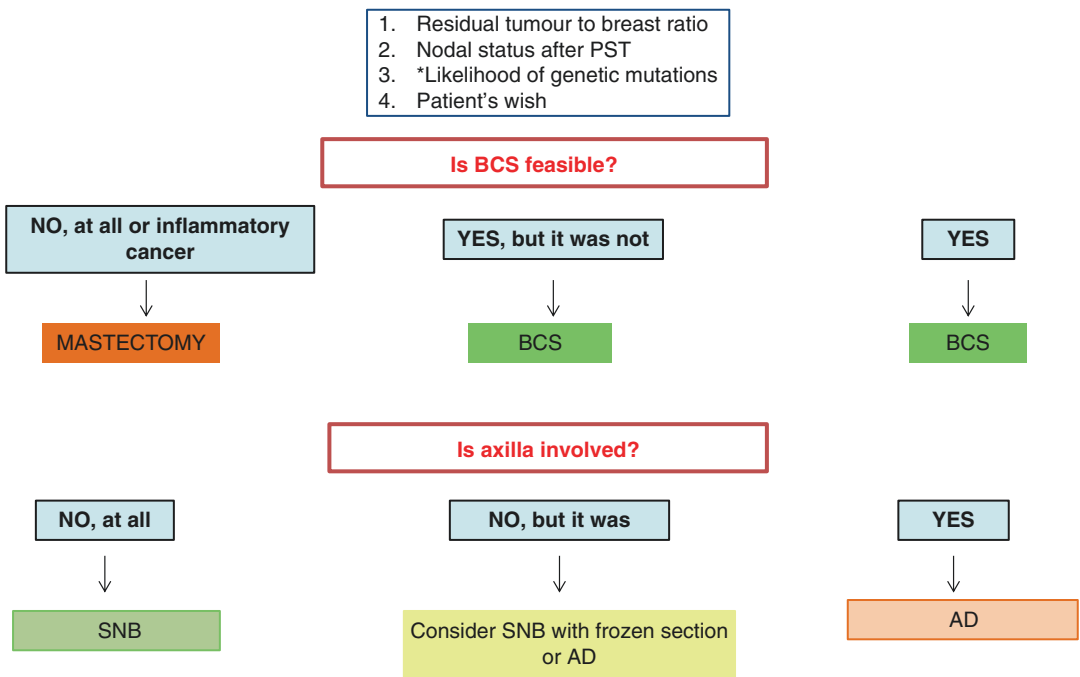 1. Residual tumour to breast ratio
2. Nodal status after PST
3. *Likelihood of genetic mutations
4. Patient's wish
Is BCS feasible?
NO, at all or inflammatory
cancer
YES, but it was not
YES
MASTECTOMY
BCS
BCS
Is axilla involved?
NO, at all
NO, but it was
YES
SNB
Consider SNB with frozen section
or AD
AD